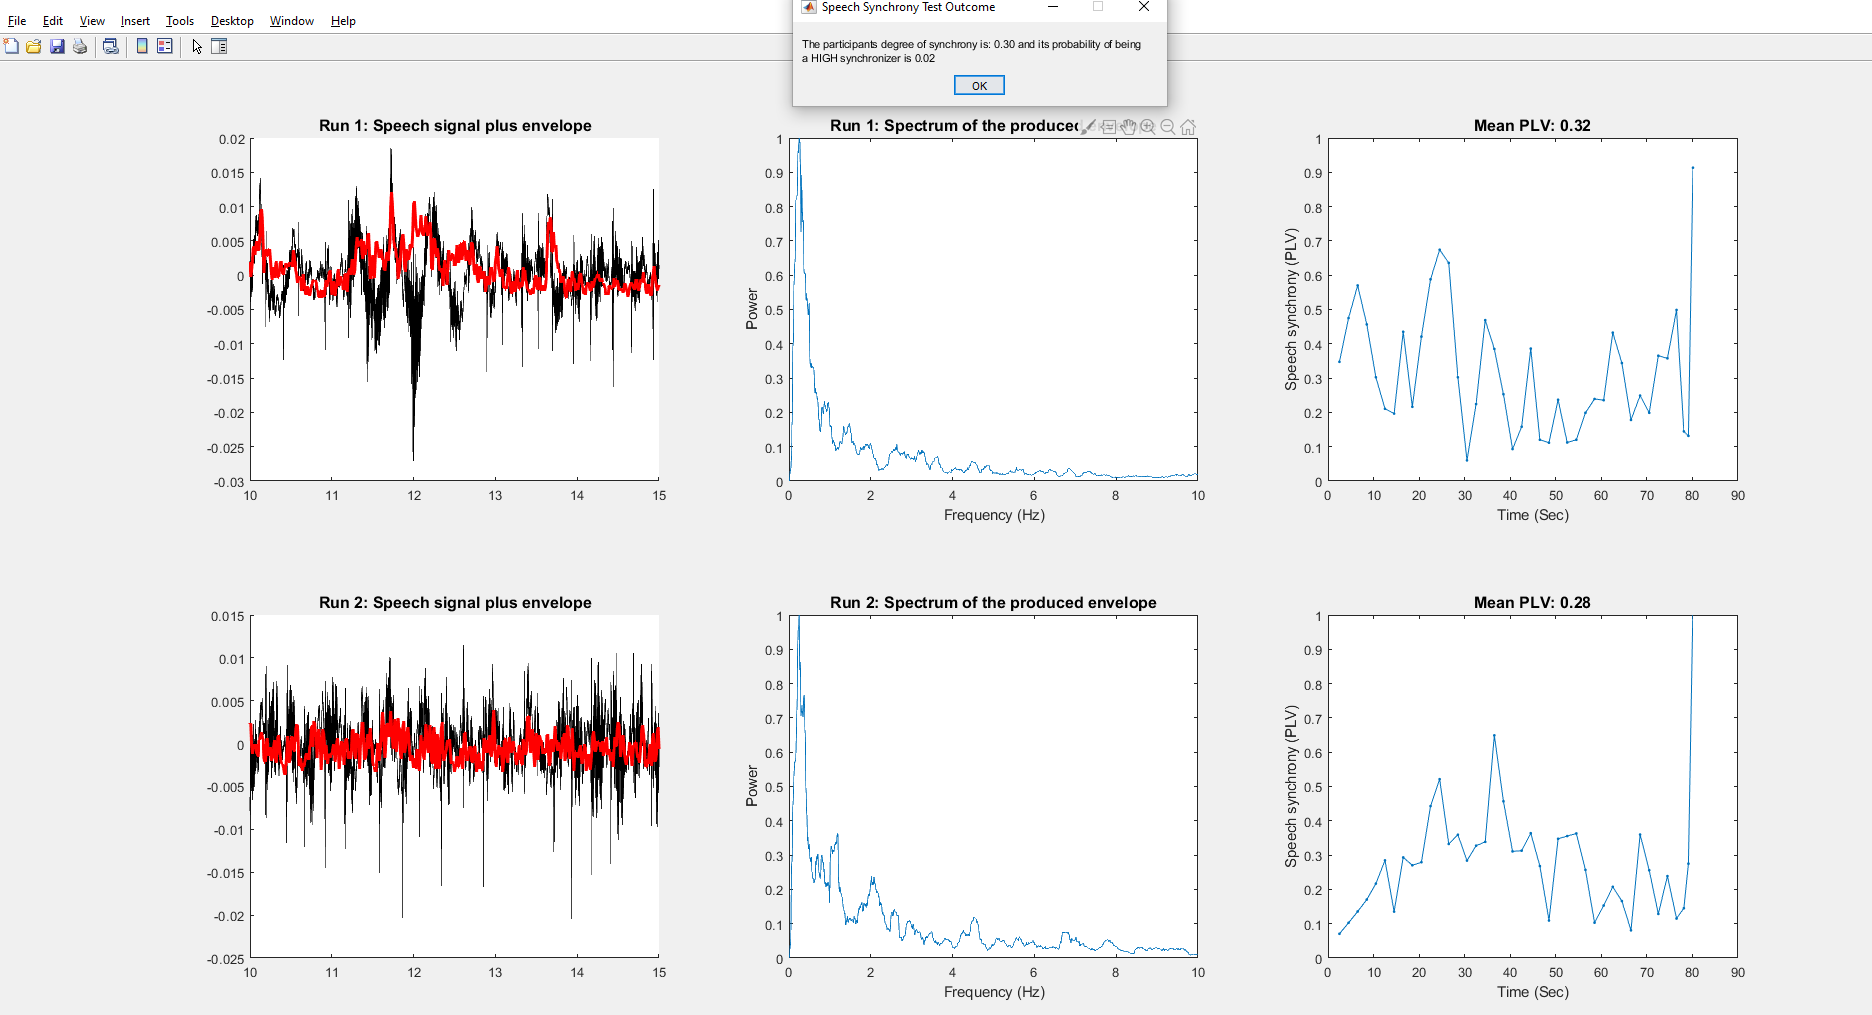 Speech Synchrony Test Outcome
File Edit View Insert Tools Desktop Window Help
The participants degree of synchrony is: 0.30 and its probability of being
a HIGH synchronizer is 0.02
OK
Run 1: Speech signal plus envelope
0.02
0.015
0.01
0.005
0
-0.005
-0.01
-0.015
-0.02
-0.025
-0.03
10 11 12 13 14 15
Run 1: Spectrum of the produced
Power
1
0.9
0.8
0.7
0.6
0.5
0.4
0.3
0.2
0.1
0
0 2 4 6 8 10
Frequency (Hz)
Mean PLV: 0.32
Speech synchrony (PLV)
1
0.9
0.8
0.7
0.6
0.5
0.4
0.3
0.2
0.1
0
0 10 20 30 40 50 60 70 80 90
Time (Sec)
Run 2: Speech signal plus envelope
0.015
0.01
0.005
0
-0.005
-0.01
-0.015
-0.02
-0.025
10 11 12 13 14 15
Run 2: Spectrum of the produced envelope
Power
1
0.9
0.8
0.7
0.6
0.5
0.4
0.3
0.2
0.1
0
0 2 4 6 8 10
Frequency (Hz)
Mean PLV: 0.28
Speech synchrony (PLV)
1
0.9
0.8
0.7
0.6
0.5
0.4
0.3
0.2
0.1
0
0 10 20 30 40 50 60 70 80 90
Time (Sec)